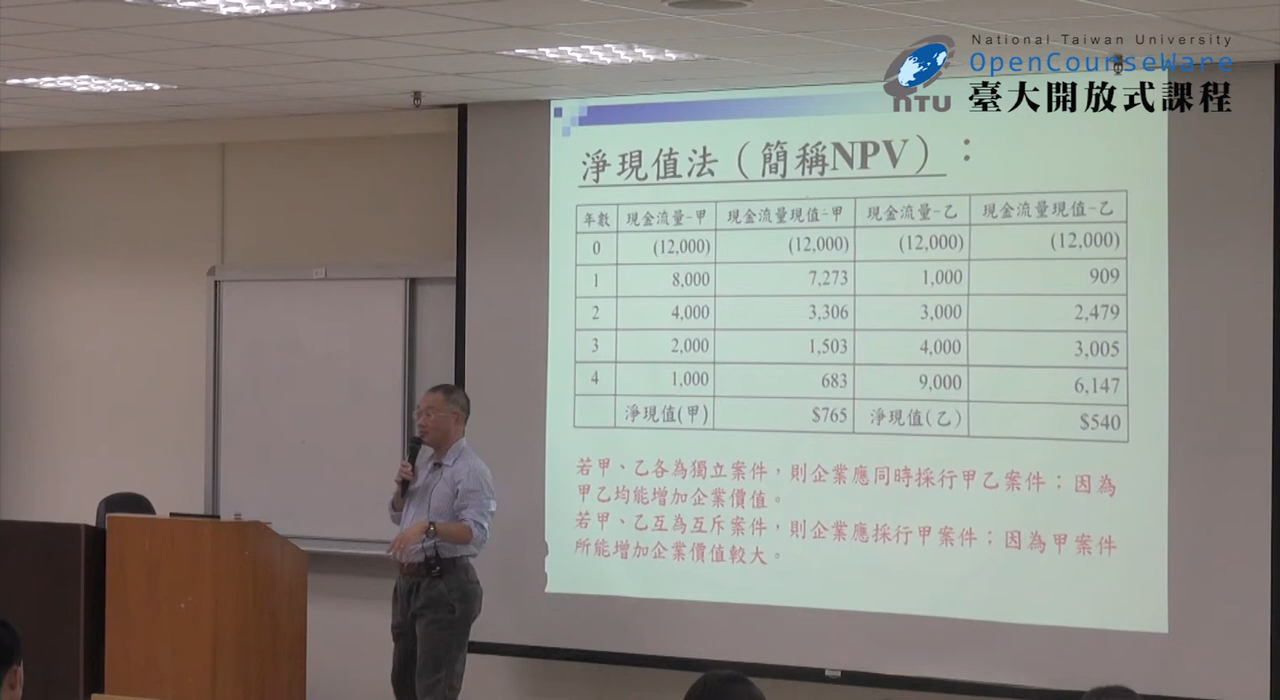 National Taiwan University
OpenCourseWare
NTU 臺大開放式課程
淨現值法（簡稱NPV）：
年數 現金流量-甲 現金流量現值-甲 現金流量-乙 現金流量現值-乙
0 (12,000) (12,000) (12,000) (12,000)
1 8,000 7,273 1,000 909
2 4,000 3,306 3,000 2,479
3 2,000 1,503 4,000 3,005
4 1,000 683 9,000 6,147
淨現值(甲) $765 淨現值(乙) $540
若甲、乙各為獨立案件，則企業應同時採行甲乙案件；因為
甲乙均能增加企業價值。
若甲、乙互為互斥案件，則企業應採行甲案件；因為甲案件
所能增加企業價值較大。